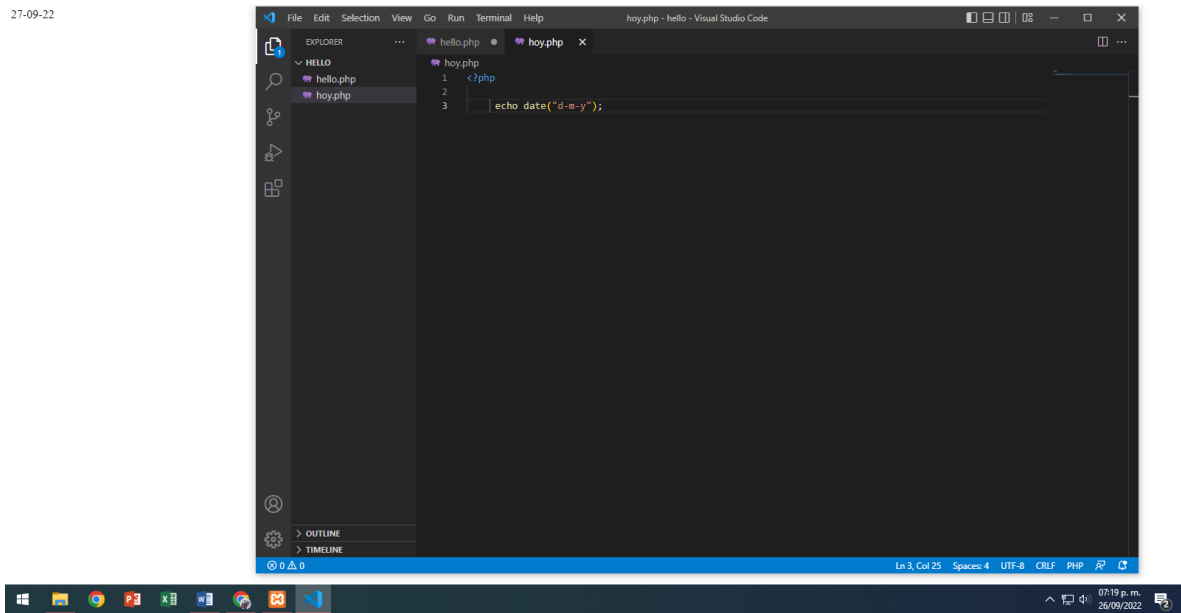 27-09-22
File Edit Selection View Go Run Terminal Help hoy.php - hello - Visual Studio Code
EXPLORER
HELLO
hello.php
hoy.php
hello.php hoy.php
hoy.php
1 <?php
2
3 echo date("d-m-y");
OUTLINE
TIMELINE
0 0 Ln 3, Col 25 Spaces: 4 UTF-8 CRLF PHP
07:19 p. m.
26/09/2022